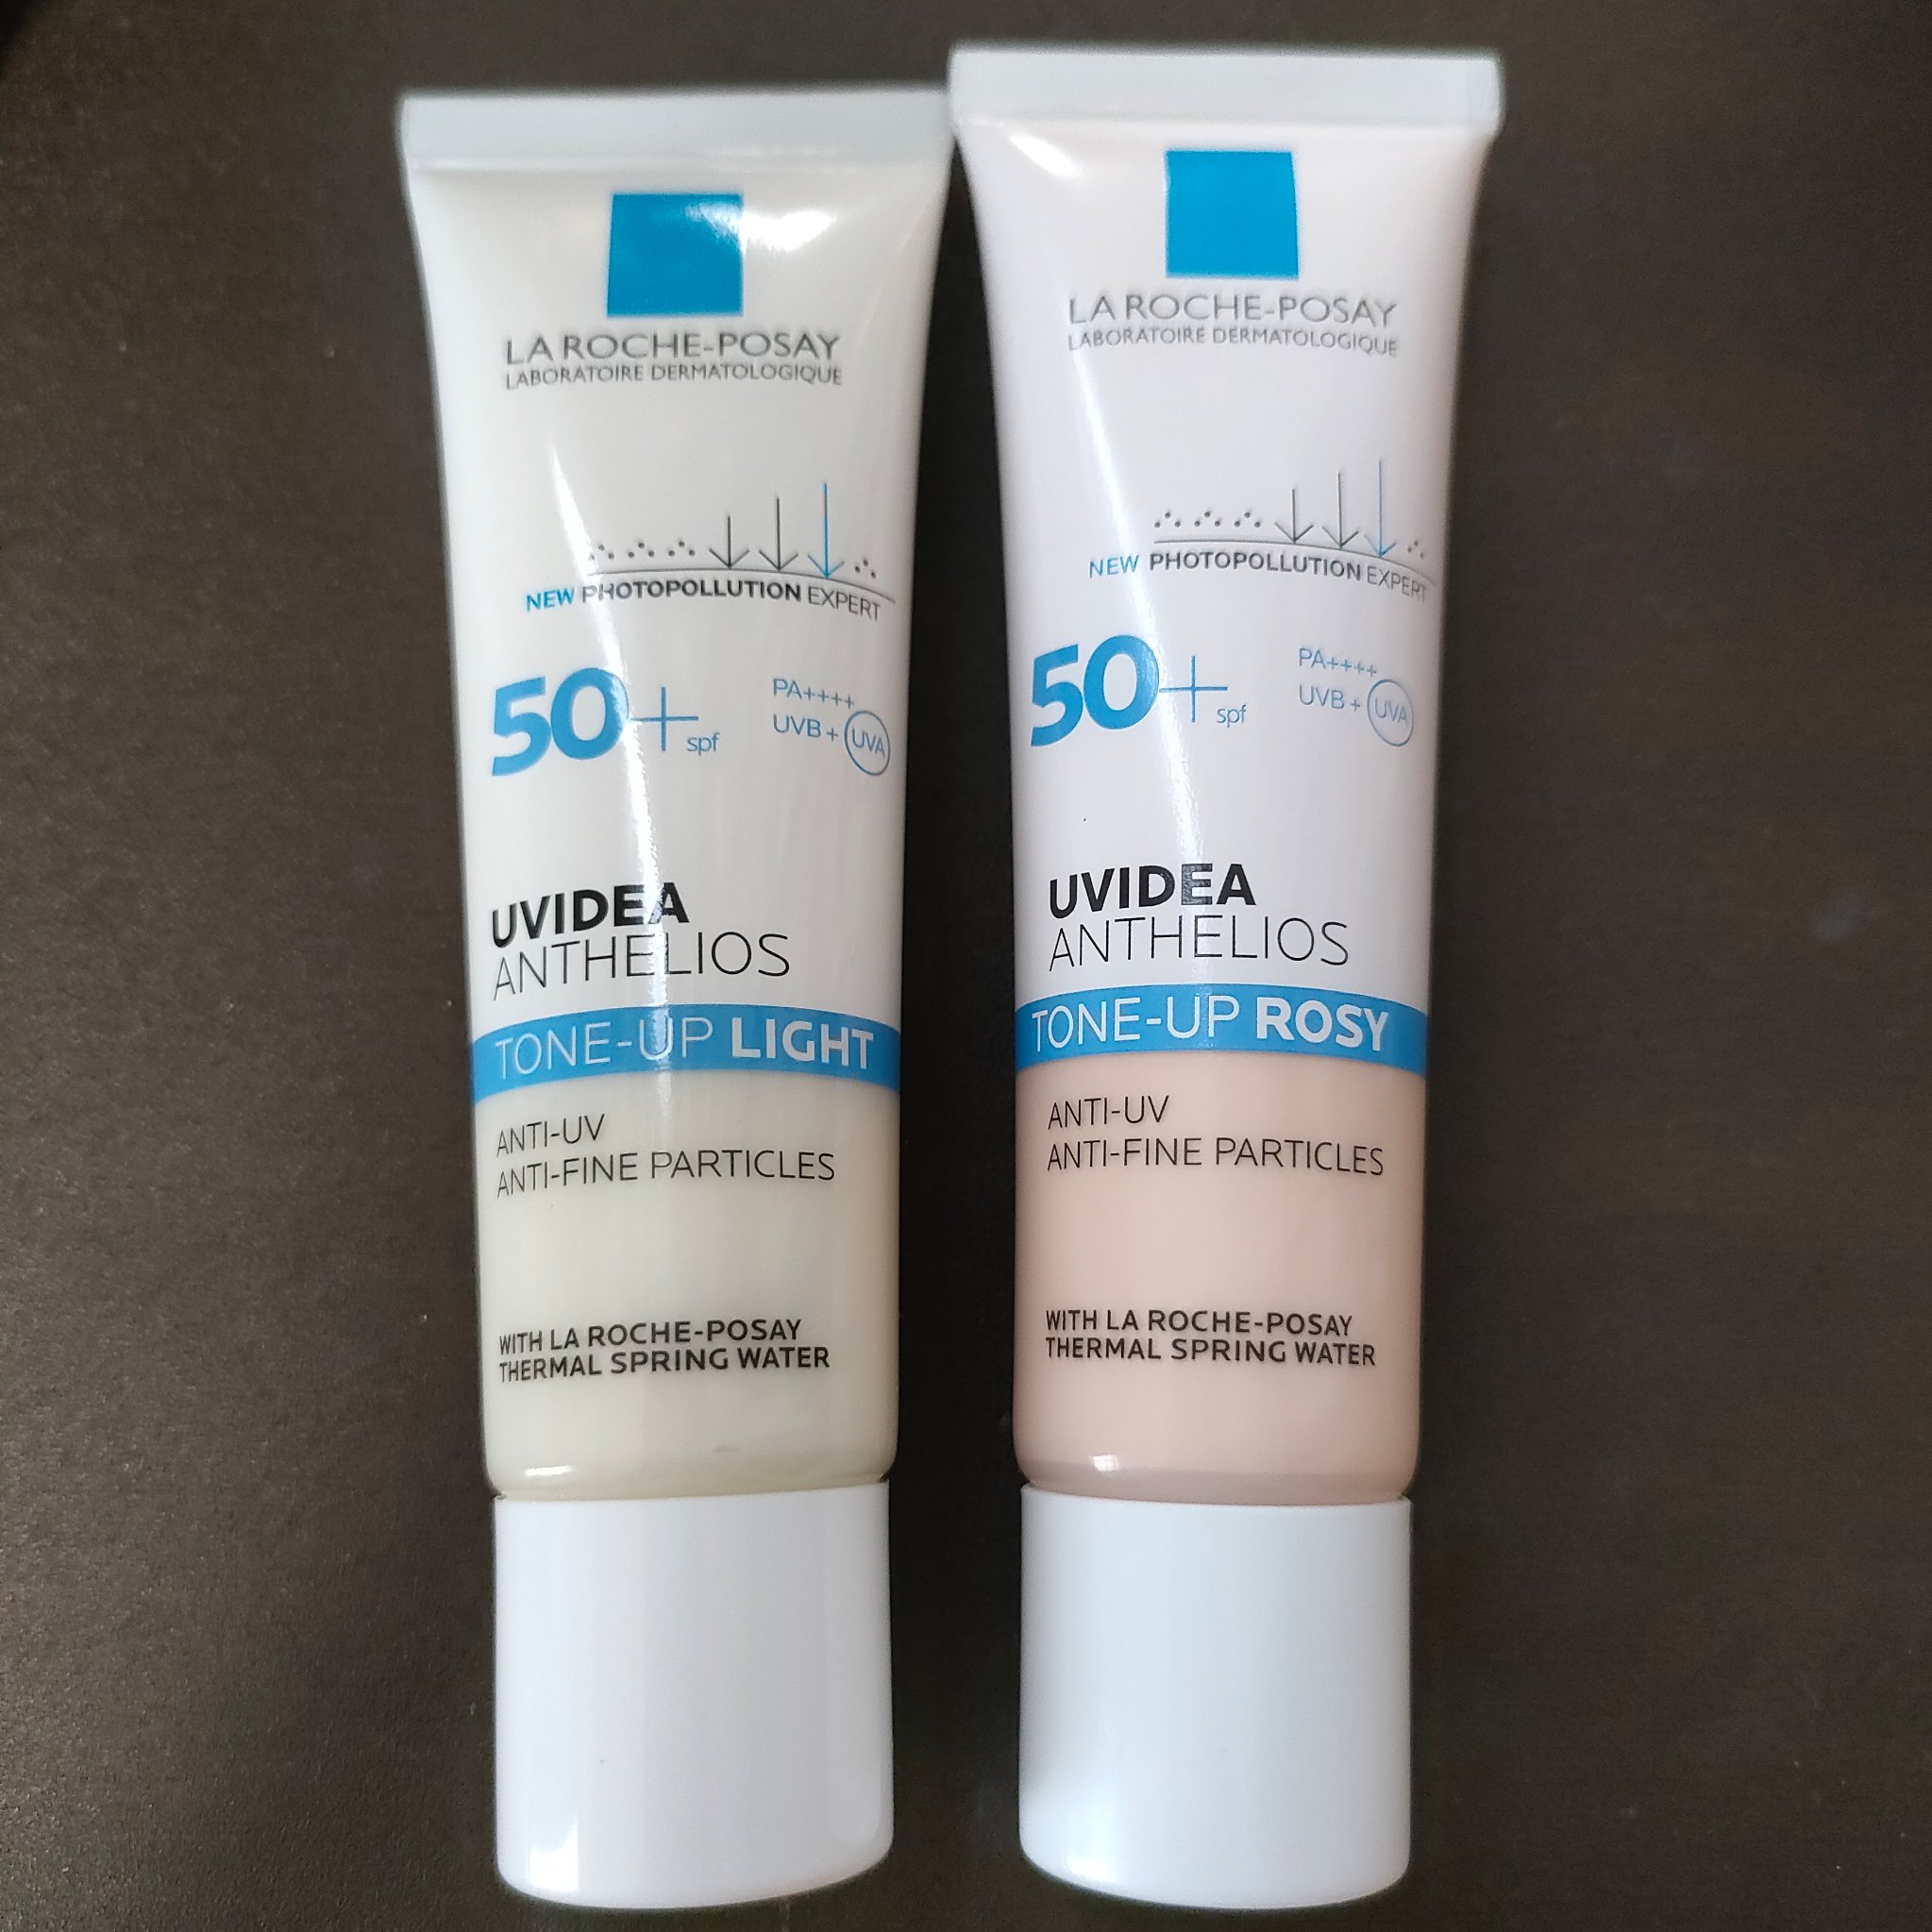 LA ROCHE-POSAY
LABORATOIRE DERMATOLOGIQUE
NEW PHOTOPOLLUTION EXPERT
50+ spf
PA++++
UVB + UVA
UVIDEA
ANTHELIOS
TONE-UP LIGHT
ANTI-UV
ANTI-FINE PARTICLES
WITH LA ROCHE-POSAY
THERMAL SPRING WATER
LA ROCHE-POSAY
LABORATOIRE DERMATOLOGIQUE
NEW PHOTOPOLLUTION EXPERT
50+ spf
PA++++
UVB + UVA
UVIDEA
ANTHELIOS
TONE-UP ROSY
ANTI-UV
ANTI-FINE PARTICLES
WITH LA ROCHE-POSAY
THERMAL SPRING WATER